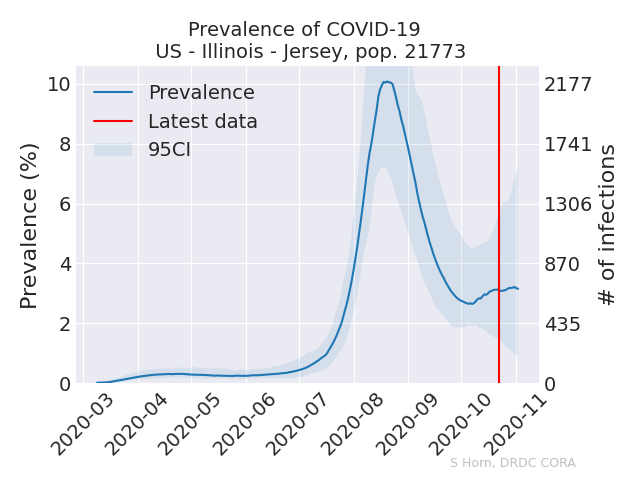 Prevalence of COVID-19
US - Illinois - Jersey, pop. 21773
Prevalence (%)
10
8
6
4
2
0
Prevalence
Latest data
95CI
2177
1741
1306
870
435
0
# of infections
2020-03
2020-04
2020-05
2020-06
2020-07
2020-08
2020-09
2020-10
2020-11
S Horn, DRDC CORA